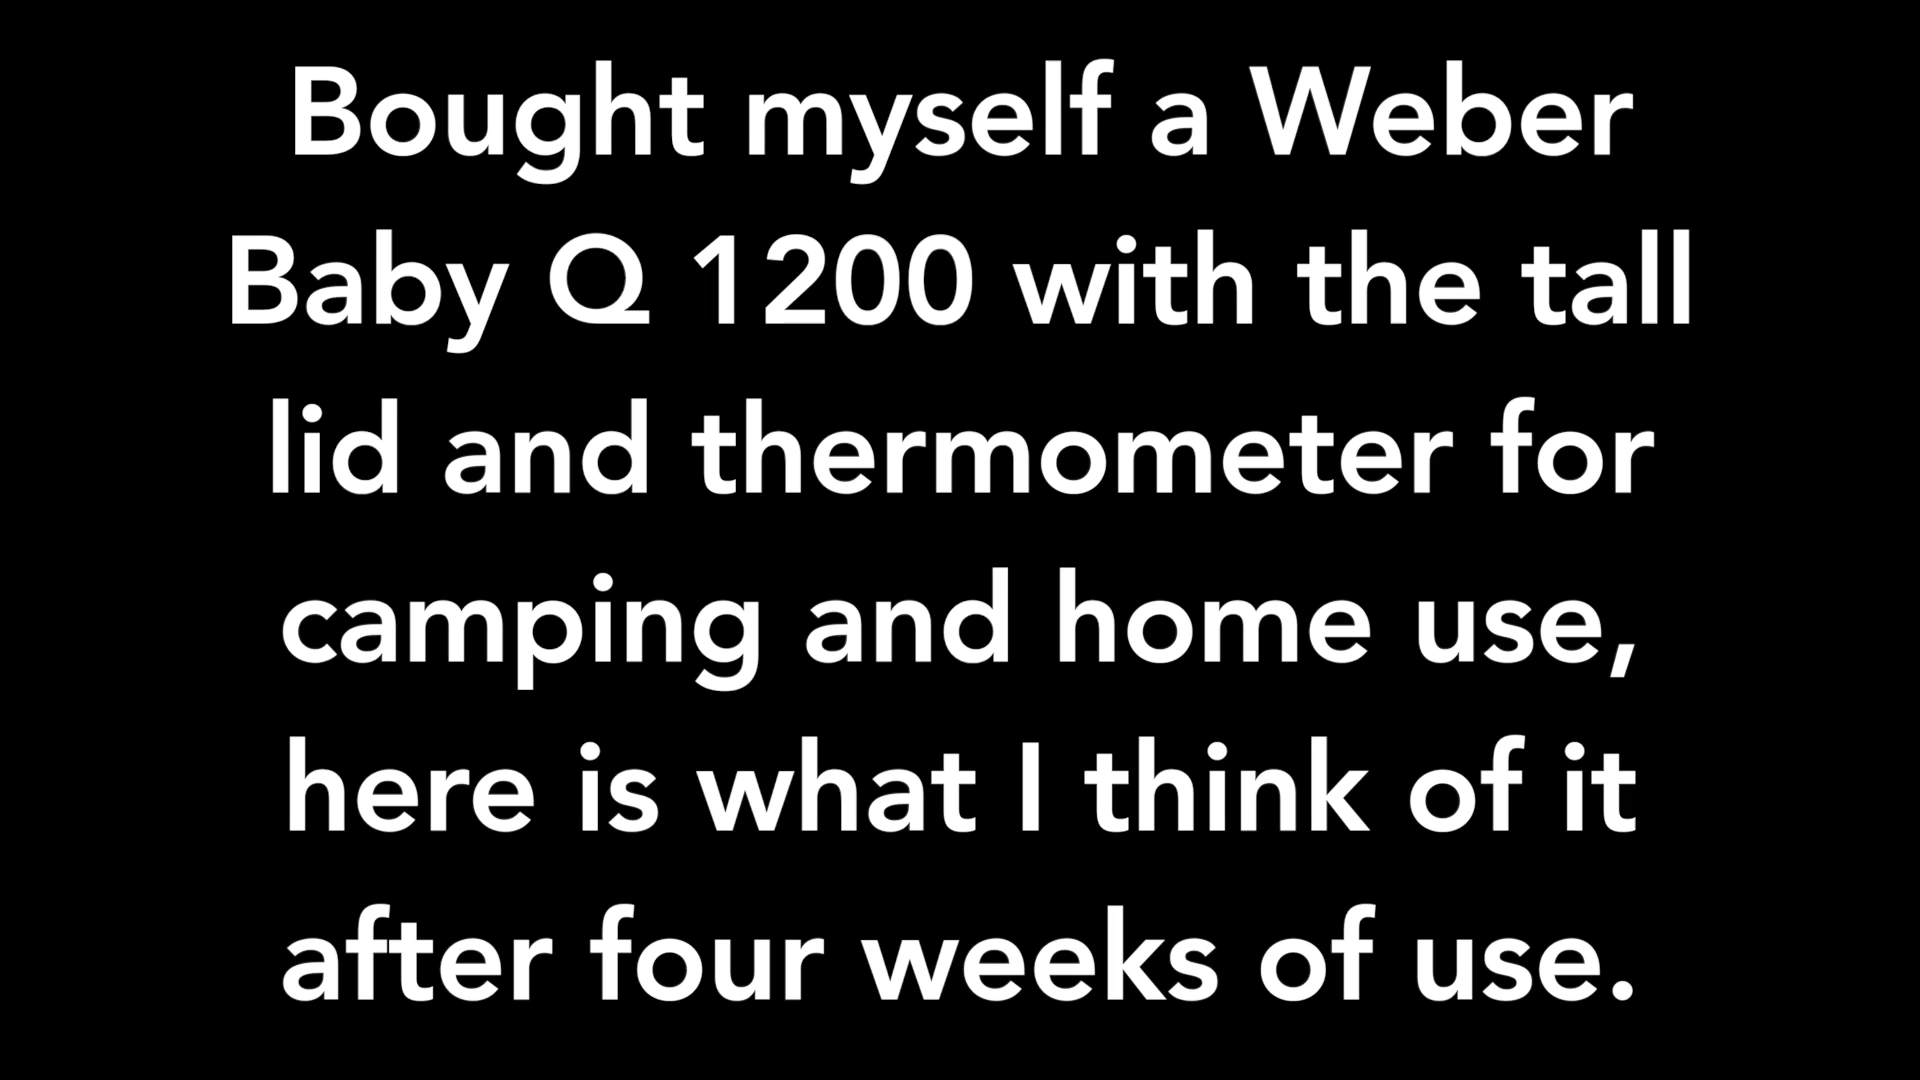 Bought myself a Weber
Baby Q 1200 with the tall
lid and thermometer for
camping and home use,
here is what I think of it
after four weeks of use.